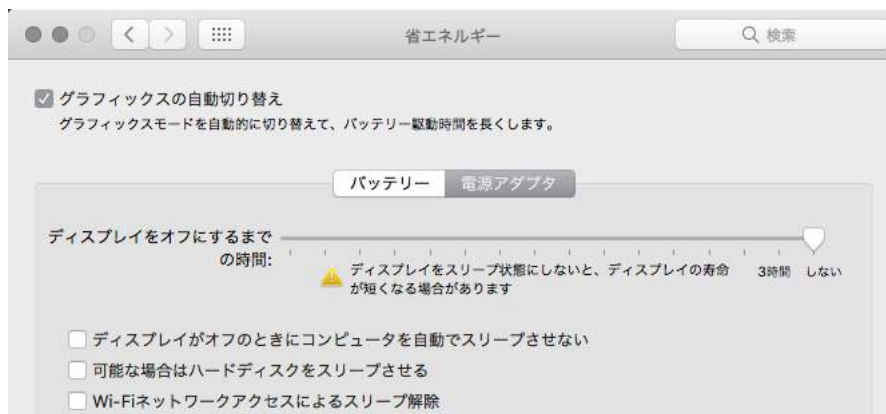 省エネルギー
検索
グラフィックスの自動切り替え
グラフィックスモードを自動的に切り替えて、バッテリー駆動時間を長くします。
バッテリー 電源アダプタ
ディスプレイをオフにするまで
の時間:
ディスプレイをスリープ状態にしないと、ディスプレイの寿命
が短くなる場合があります
3時間 しない
ディスプレイがオフのときにコンピュータを自動でスリープさせない
可能な場合はハードディスクをスリープさせる
Wi-Fiネットワークアクセスによるスリープ解除